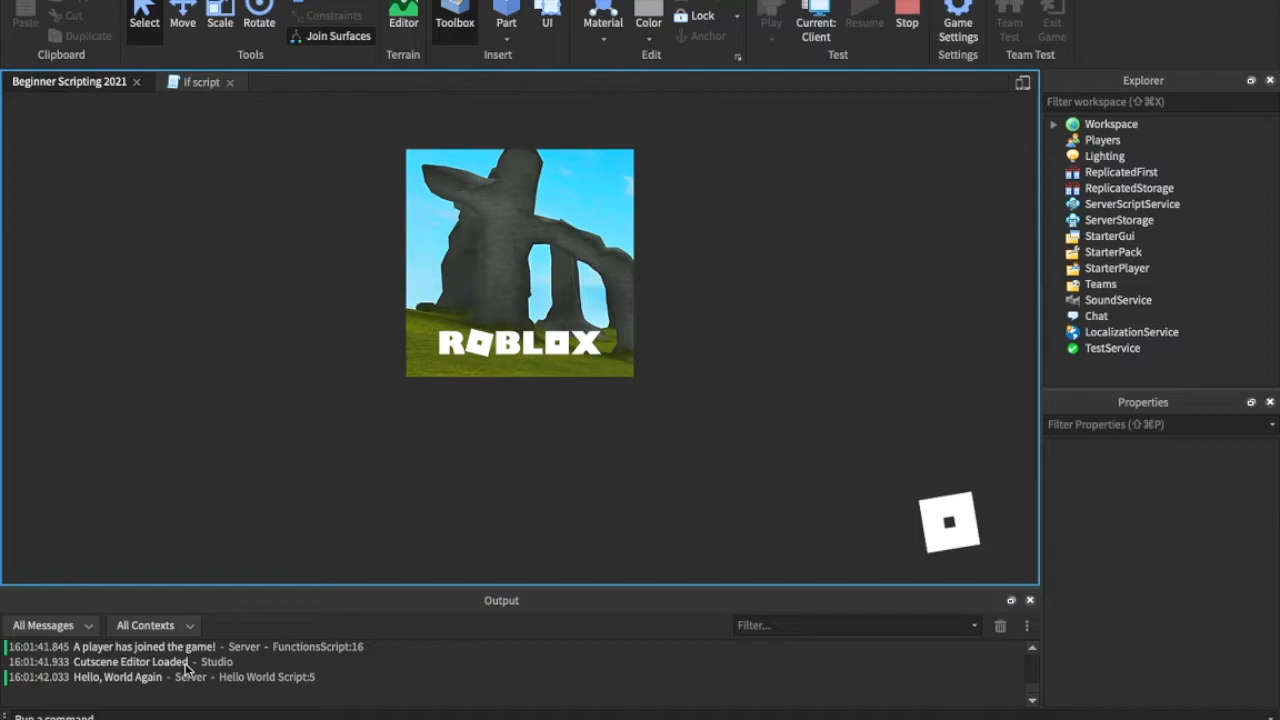 Paste
Cut
Duplicate
Clipboard
Select
Move
Scale
Rotate
Constraints
Join Surfaces
Tools
Editor
Terrain
Toolbox
Part
UI
Insert
Material
Color
Lock
Anchor
Edit
Play
Current:
Client
Resume
Stop
Test
Game
Settings
Settings
Team
Test
Exit
Game
Team Test
Beginner Scripting 2021
If script
ROBLOX
Explorer
Filter workspace (⇧⌘X)
Workspace
Players
Lighting
ReplicatedFirst
ReplicatedStorage
ServerScriptService
ServerStorage
StarterGui
StarterPack
StarterPlayer
Teams
SoundService
Chat
LocalizationService
TestService
Properties
Filter Properties (⇧⌘P)
Output
All Messages
All Contexts
Filter...
16:01:41.845 A player has joined the game! - Server - FunctionsScript:16
16:01:41.933 Cutscene Editor Loaded - Studio
16:01:42.033 Hello, World Again - Server - Hello World Script:5
Run a command